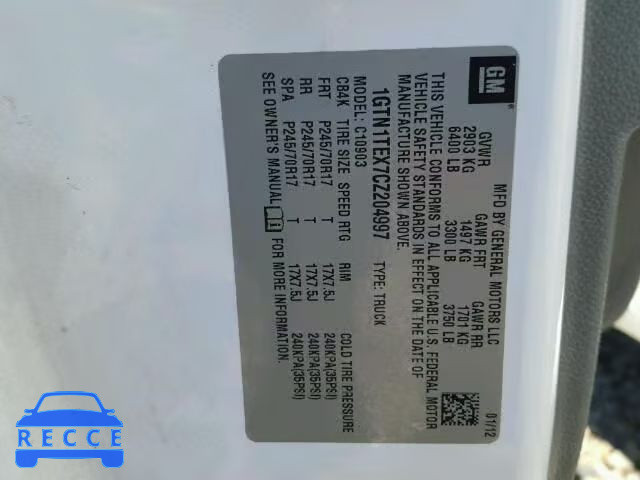 GM
MFD BY GENERAL MOTORS LLC
01/12
GVWR GAWR FRT GAWR RR
2903 KG 1497 KG 1701 KG
6400 LB 3300 LB 3750 LB
THIS VEHICLE CONFORMS TO ALL APPLICABLE U.S. FEDERAL MOTOR
VEHICLE SAFETY STANDARDS IN EFFECT ON THE DATE OF
MANUFACTURE SHOWN ABOVE.
1GTN1TEX7CZ204997 TYPE: TRUCK
MODEL: C10903
CB4K TIRE SIZE SPEED RTG RIM COLD TIRE PRESSURE
FRT P245/70R17 T 17X7.5J 240KPA(35PSI)
RR P245/70R17 T 17X7.5J 240KPA(35PSI)
SPA P245/70R17 T 17X7.5J 240KPA(35PSI)
SEE OWNER'S MANUAL FOR MORE INFORMATION.
RECCE